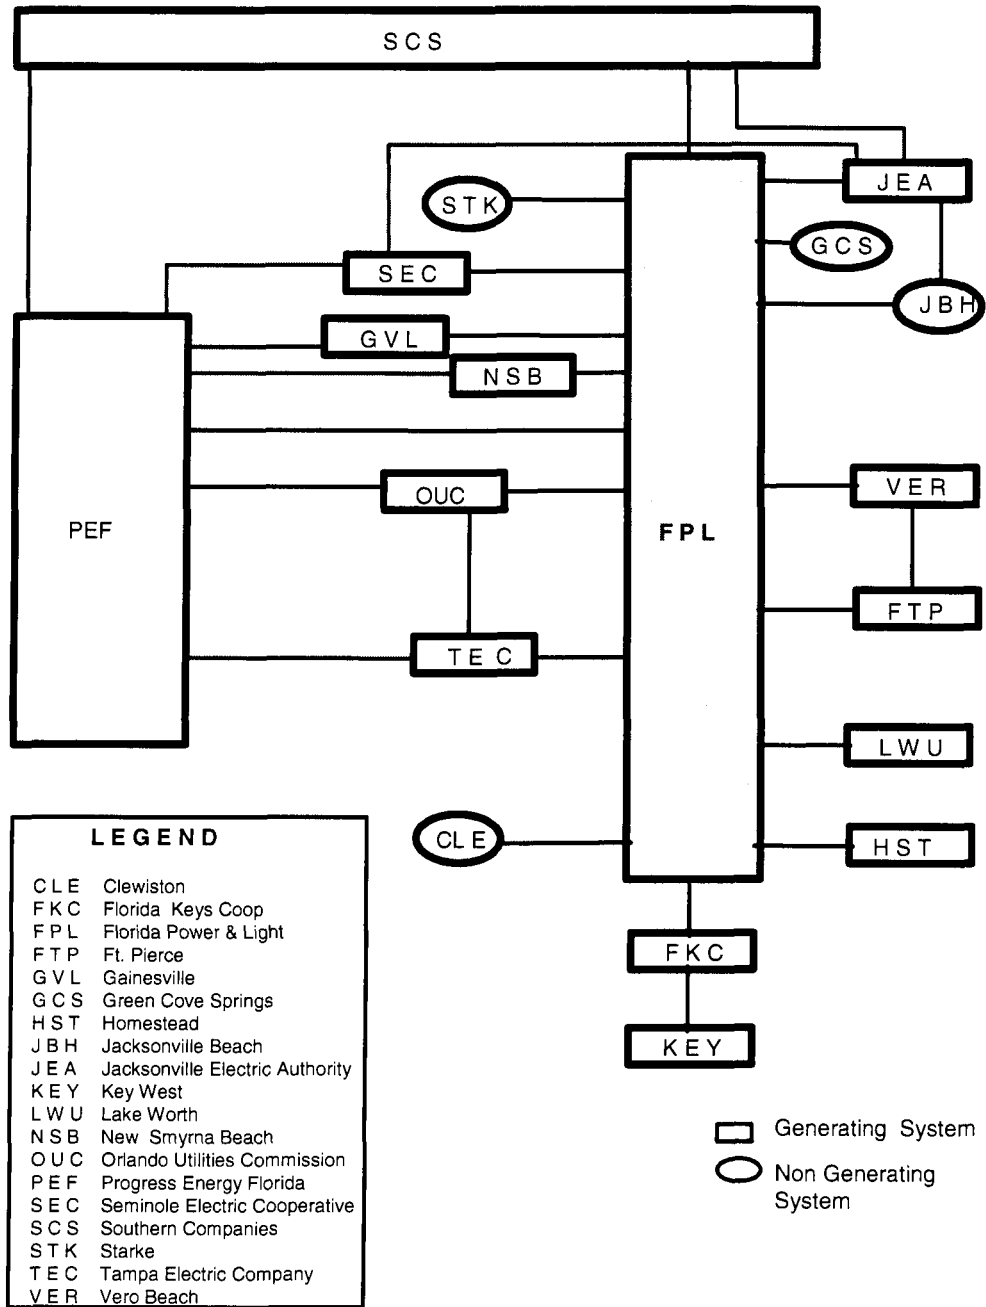 SCS
JEA
STK
GCS
SEC
JBH
GVL
NSB
OUC
VER
PEF
FPL
FTP
TEC
LWU
CLE
HST
FKC
KEY
LEGEND
CLE Clewiston
FKC Florida Keys Coop
FPL Florida Power & Light
FTP Ft. Pierce
GVL Gainesville
GCS Green Cove Springs
HST Homestead
JBH Jacksonville Beach
JEA Jacksonville Electric Authority
KEY Key West
LWU Lake Worth
NSB New Smyrna Beach
OUC Orlando Utilities Commission
PEF Progress Energy Florida
SEC Seminole Electric Cooperative
SCS Southern Companies
STK Starke
TEC Tampa Electric Company
VER Vero Beach
Generating System
Non Generating
System